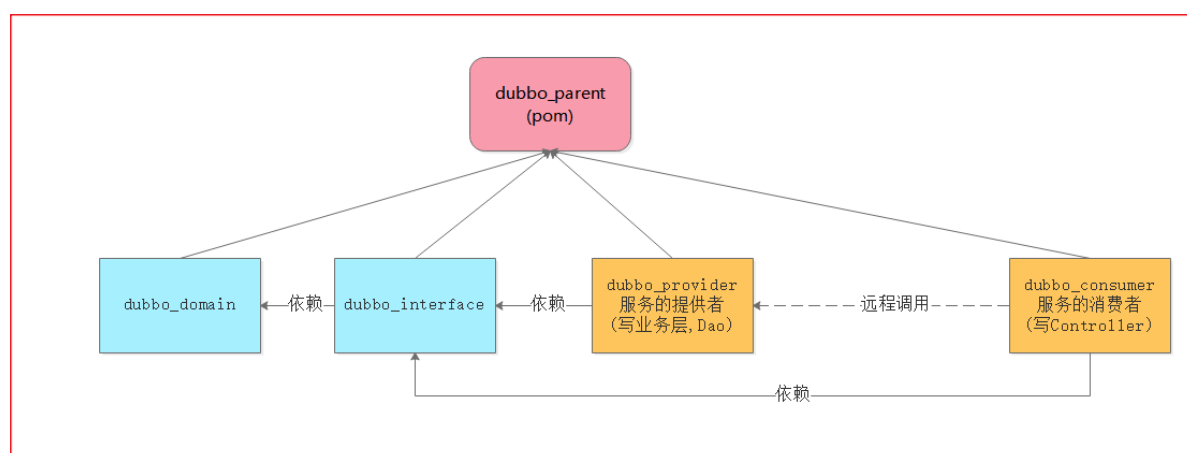 dubbo_parent
(pom)
dubbo_domain
依赖
dubbo_interface
依赖
dubbo_provider
服务的提供者
(写业务层,Dao)
远程调用
dubbo_consumer
服务的消费者
(写Controller)
依赖